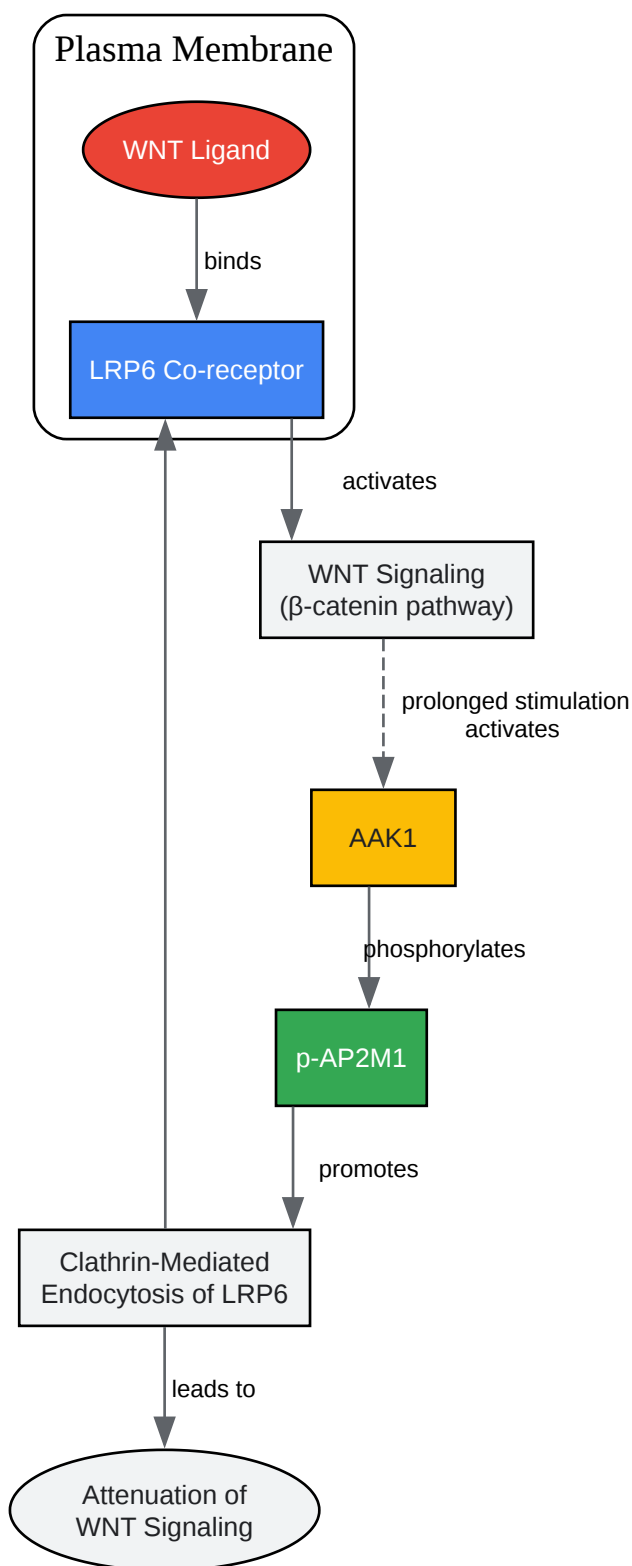 Plasma Membrane
WNT Ligand
binds
LRP6 Co-receptor
activates
WNT Signaling
(β-catenin pathway)
prolonged stimulation
activates
AAK1
phosphorylates
p-AP2M1
promotes
Clathrin-Mediated
Endocytosis of LRP6
leads to
Attenuation of
WNT Signaling